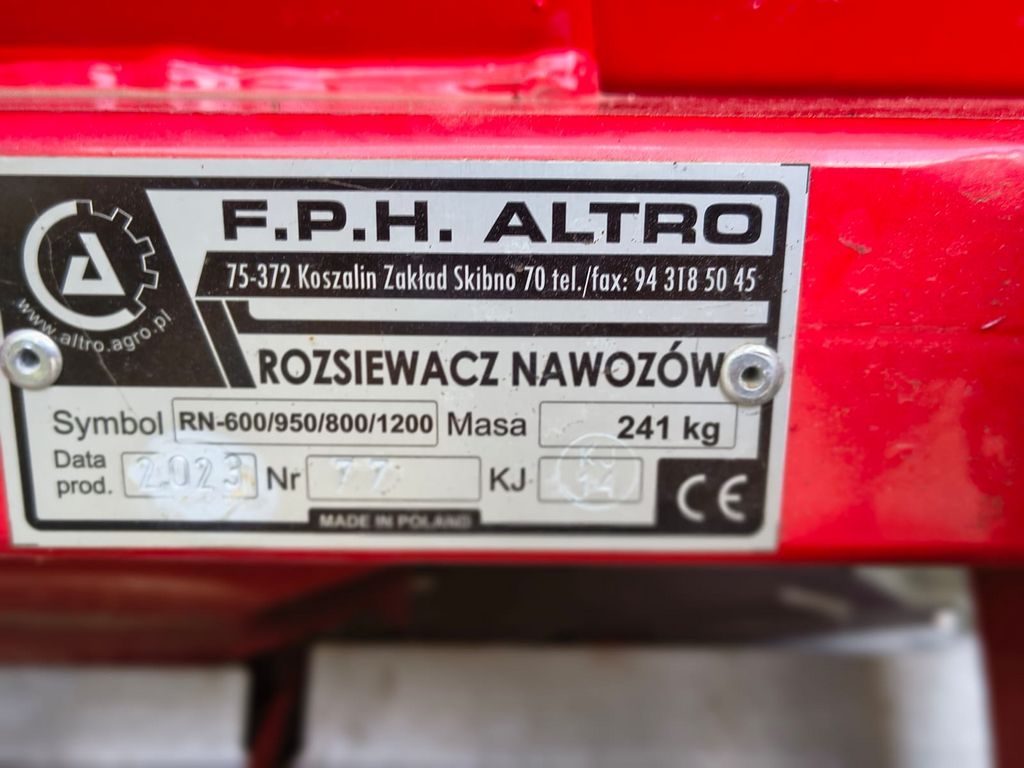 A
www.altro.agro.pl
F.P.H. ALTRO
75-372 Koszalin Zakład Skibno 70 tel./fax: 94 318 50 45
ROZSIEWACZ NAWOZÓW
Symbol RN-600/950/800/1200 Masa 241 kg
Data prod. 2023 Nr 77 KJ
CE
MADE IN POLAND